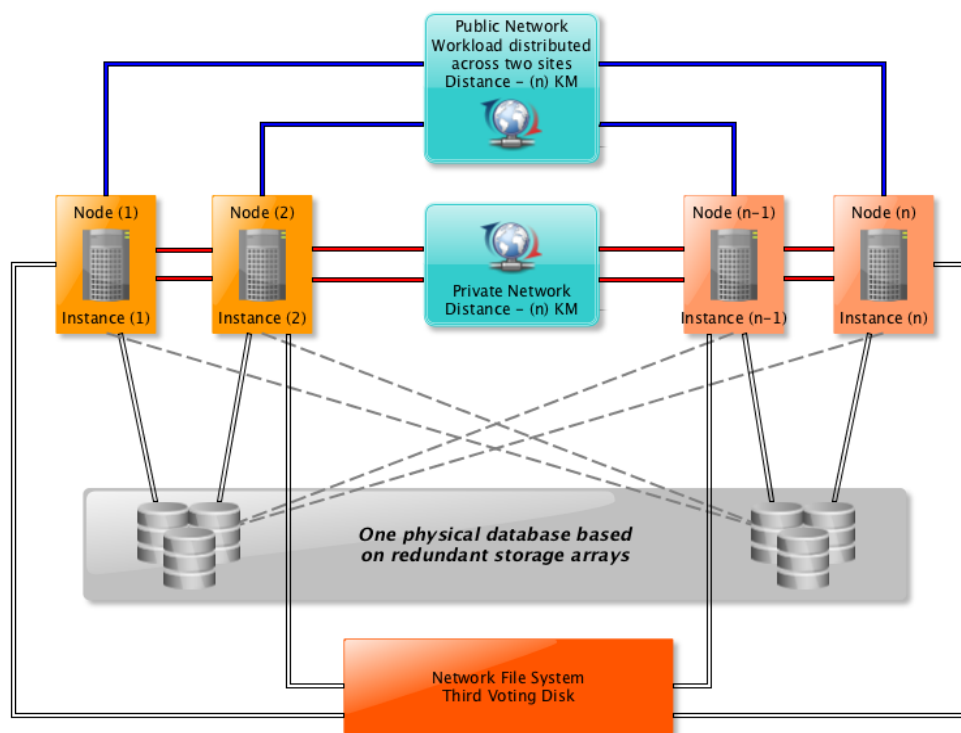 Public Network
Workload distributed
across two sites
Distance - (n) KM
Node (1)
Node (2)
Node (n-1)
Node (n)
Instance (1)
Instance (2)
Private Network
Distance - (n) KM
Instance (n-1)
Instance (n)
One physical database based
on redundant storage arrays
Network File System
Third Voting Disk